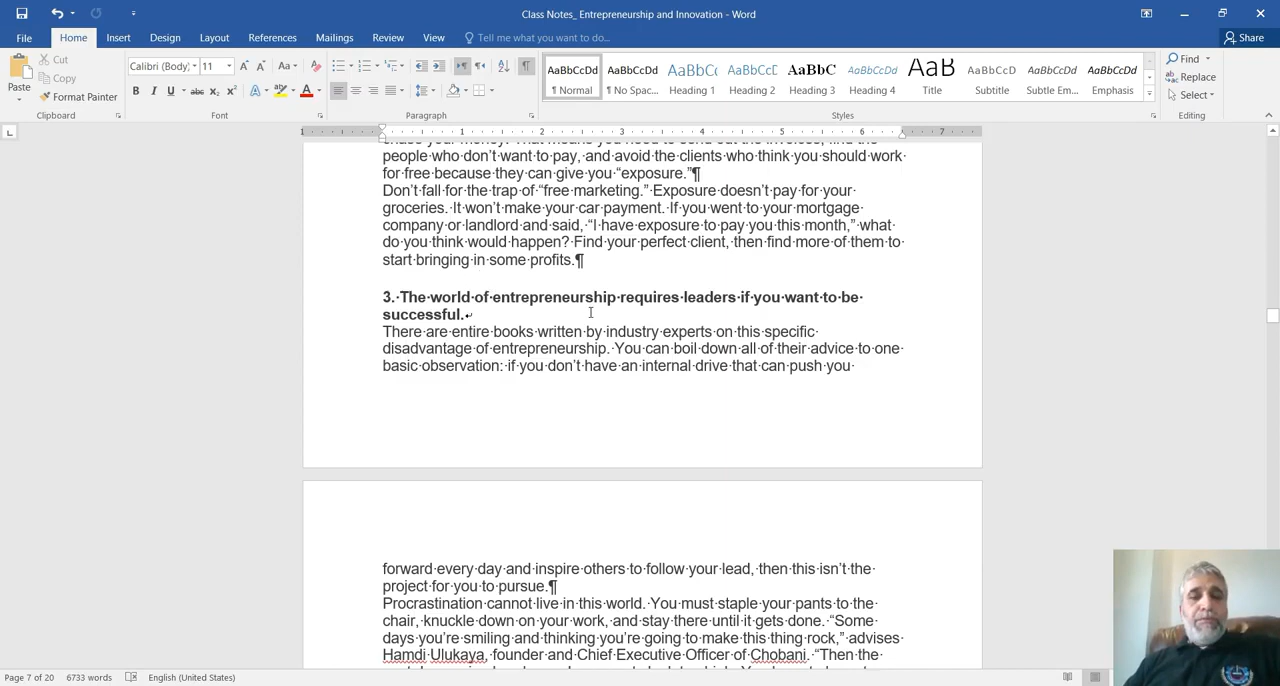 Class Notes_ Entrepreneurship and Innovation - Word
File Home Insert Design Layout References Mailings Review View Tell me what you want to do... Share
Paste Cut Copy Format Painter
Calibri (Body) 11
AaBbCcDd AaBbCcDd AaBbCc AaBbCcD AaBbC AaBbCcDd AaB AaBbCcD AaBbCcDd AaBbCcDd
¶ Normal ¶ No Spac... Heading 1 Heading 2 Heading 3 Heading 4 Title Subtitle Subtle Em... Emphasis
Find Replace Select
Clipboard Font Paragraph Styles Editing
1 1 2 3 4 5 6 7
people who don't want to pay, and avoid the clients who think you should work
for free because they can give you “exposure.”¶
Don't fall for the trap of “free marketing.” Exposure doesn't pay for your
groceries. It won't make your car payment. If you went to your mortgage
company or landlord and said, “I have exposure to pay you this month,” what
do you think would happen? Find your perfect client, then find more of them to
start bringing in some profits.¶
3. The world of entrepreneurship requires leaders if you want to be
successful.
There are entire books written by industry experts on this specific
disadvantage of entrepreneurship. You can boil down all of their advice to one
basic observation: if you don't have an internal drive that can push you
forward every day and inspire others to follow your lead, then this isn't the
project for you to pursue.¶
Procrastination cannot live in this world. You must staple your pants to the
chair, knuckle down on your work, and stay there until it gets done. “Some
days you're smiling and thinking you're going to make this thing rock,” advises
Hamdi Ulukaya, founder and Chief Executive Officer of Chobani. “Then the
Page 7 of 20 6733 words English (United States)